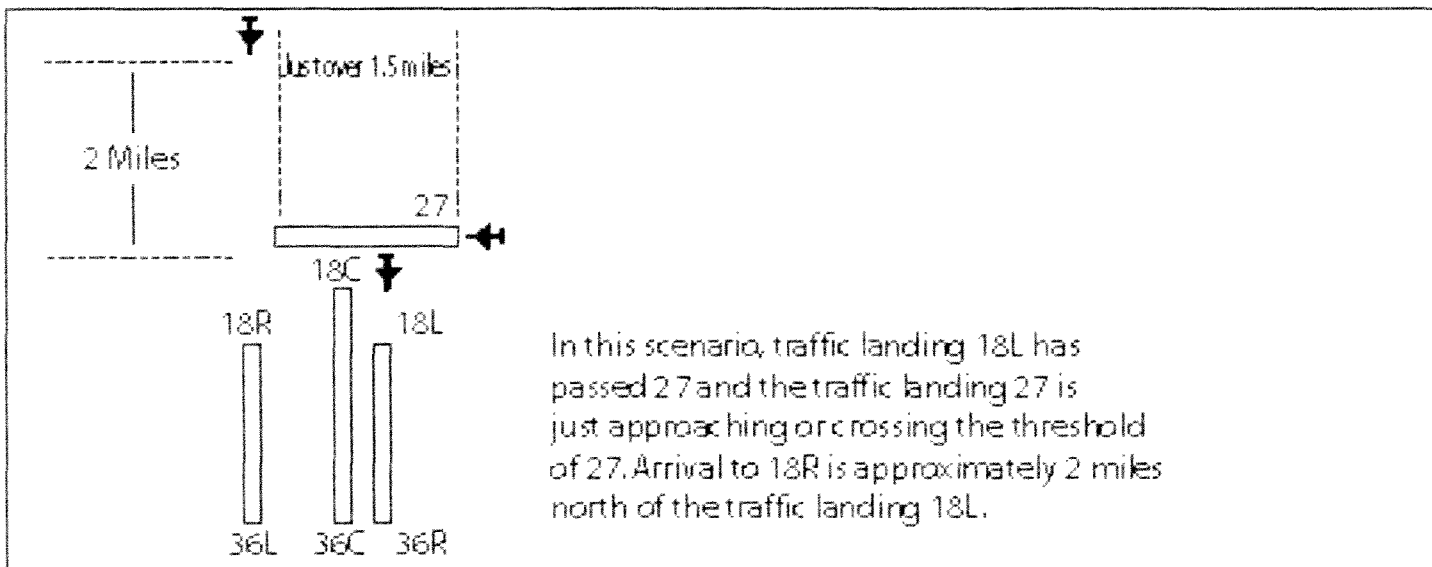 Just over 1.5 miles
2 Miles
27
18C
18R
18L
In this scenario, traffic landing 18L has
passed 27 and the traffic landing 27 is
just approaching or crossing the threshold
of 27. Arrival to 18R is approximately 2 miles
north of the traffic landing 18L.
36L
36C
36R